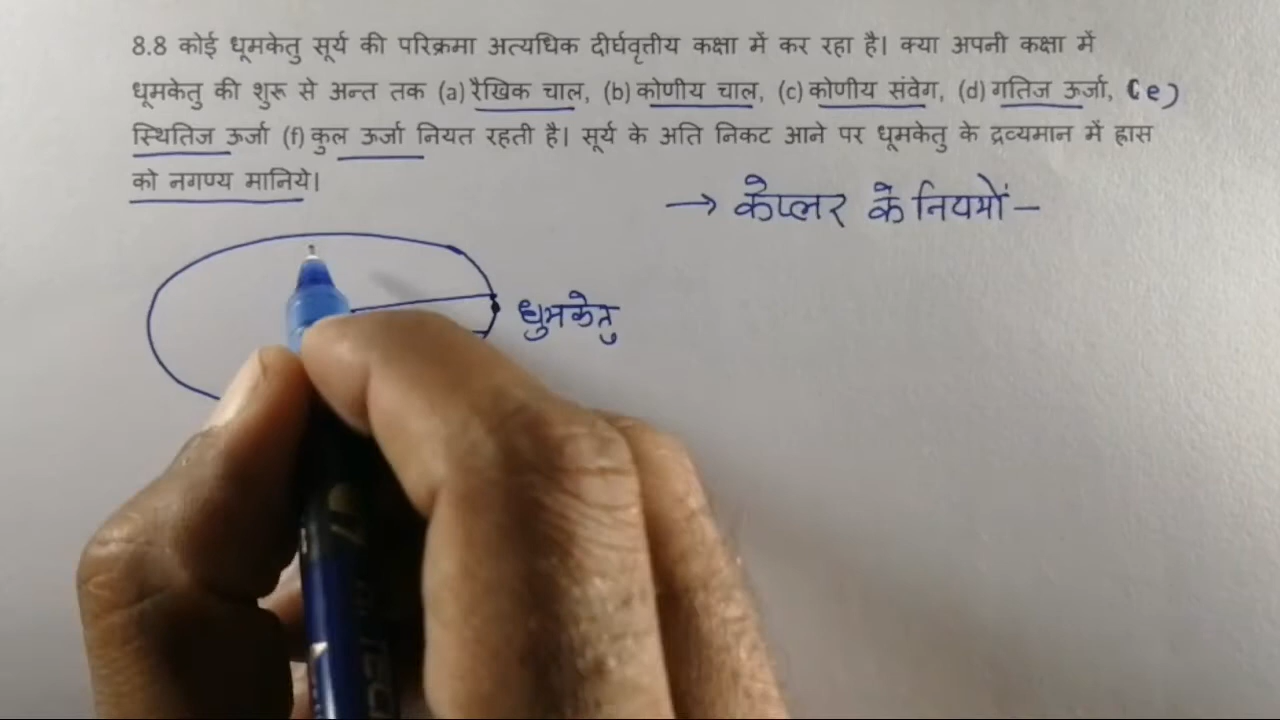 8.8 कोई धूमकेतु सूर्य की परिक्रमा अत्यधिक दीर्घवृत्तीय कक्षा में कर रहा है। क्या अपनी कक्षा में
धूमकेतु की शुरू से अन्त तक (a) रैखिक चाल, (b) कोणीय चाल, (c) कोणीय संवेग, (d) गतिज ऊर्जा, (e)
स्थितिज ऊर्जा (f) कुल ऊर्जा नियत रहती है। सूर्य के अति निकट आने पर धूमकेतु के द्रव्यमान में ह्रास
को नगण्य मानिये।
→ केप्लर के नियमों –
धुमकेतु